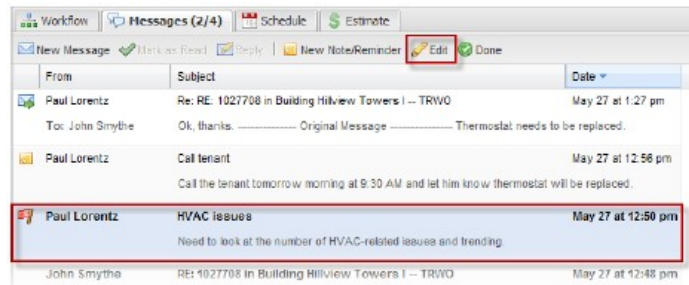 Workflow Messages (2/4) Schedule Estimate
New Message Mark as Read Reply New Note/Reminder Edit Done
From Subject Date
Paul Lorentz Re: RE: 1027708 in Building Hillview Towers I -- TRWO May 27 at 1:27 pm
To: John Smythe Ok, thanks. --------------- Original Message --------------- Thermostat needs to be replaced.
Paul Lorentz Call tenant May 27 at 12:56 pm
Call the tenant tomorrow morning at 9:30 AM and let him know thermostat will be replaced.
Paul Lorentz HVAC issues May 27 at 12:50 pm
Need to look at the number of HVAC-related issues and trending.
John Smythe RE: 1027708 in Building Hillview Towers I -- TRWO May 27 at 12:48 pm